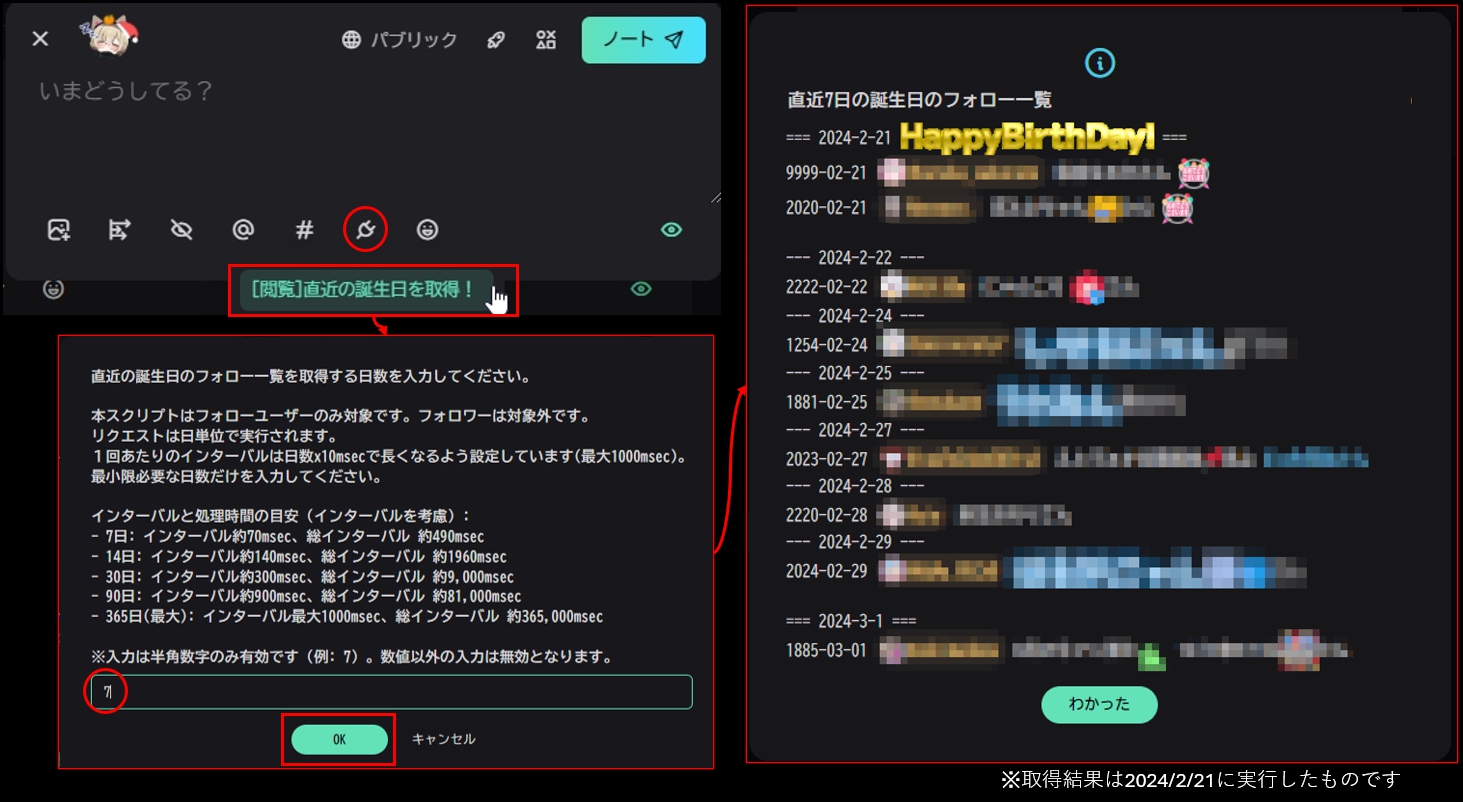 パブリック
ノート
いまどうしてる？
[閲覧]直近の誕生日を取得！
直近の誕生日のフォロー一覧を取得する日数を入力してください。
本スクリプトはフォローユーザーのみ対象です。フォロワーは対象外です。
リクエストは日単位で実行されます。
１回あたりのインターバルは日数x10msecで長くなるよう設定しています(最大1000msec)。
最小限必要な日数だけを入力してください。
インターバルと処理時間の目安（インターバルを考慮）:
- 7日: インターバル約70msec、総インターバル 約490msec
- 14日: インターバル約140msec、総インターバル 約1960msec
- 30日: インターバル約300msec、総インターバル 約9,000msec
- 90日: インターバル約900msec、総インターバル 約81,000msec
- 365日(最大): インターバル最大1000msec、総インターバル 約365,000msec
※入力は半角数字のみ有効です（例: 7）。数値以外の入力は無効となります。
7
OK キャンセル
直近7日の誕生日のフォロー一覧
=== 2024-2-21 HappyBirthDay! ===
9999-02-21
2020-02-21
--- 2024-2-22 ---
2222-02-22
--- 2024-2-24 ---
1254-02-24
--- 2024-2-25 ---
1881-02-25
--- 2024-2-27 ---
2023-02-27
--- 2024-2-28 ---
2220-02-28
--- 2024-2-29 ---
2024-02-29
=== 2024-3-1 ===
1885-03-01
わかった
※取得結果は2024/2/21に実行したものです